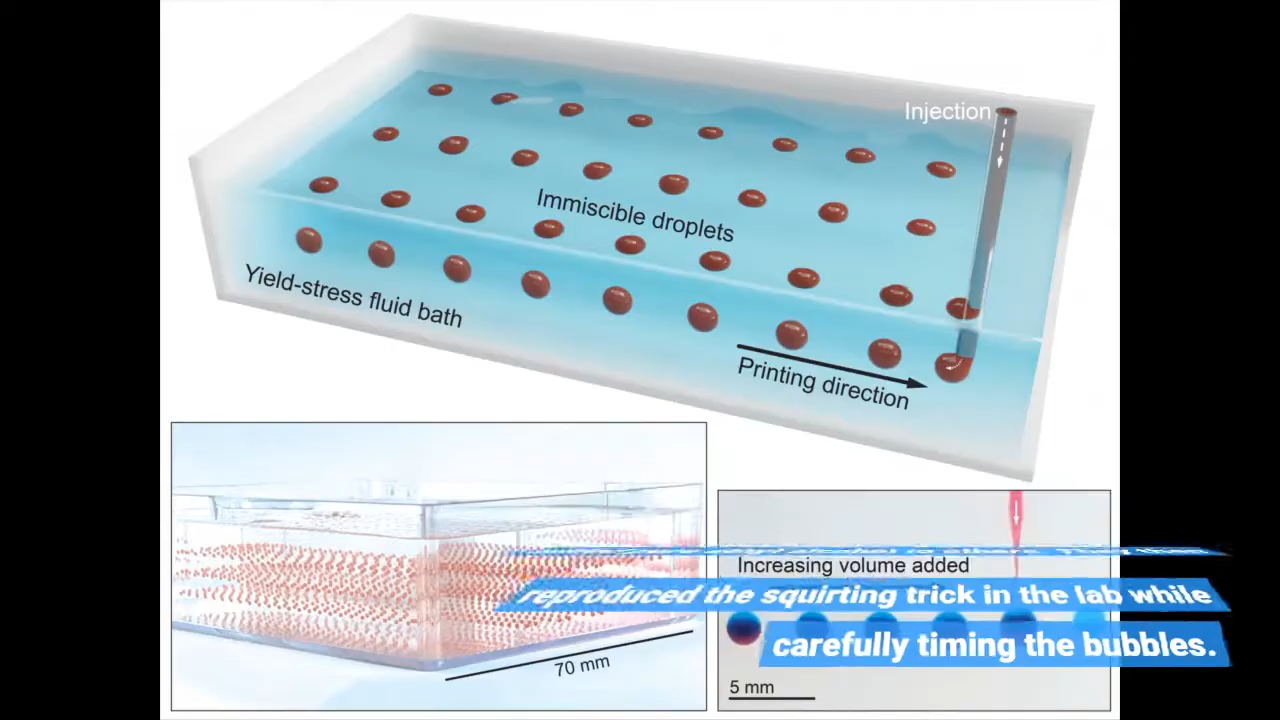 Injection
Immiscible droplets
Yield-stress fluid bath
Printing direction
70 mm
Increasing volume added
reproduced the squirting trick in the lab while
carefully timing the bubbles.
5 mm